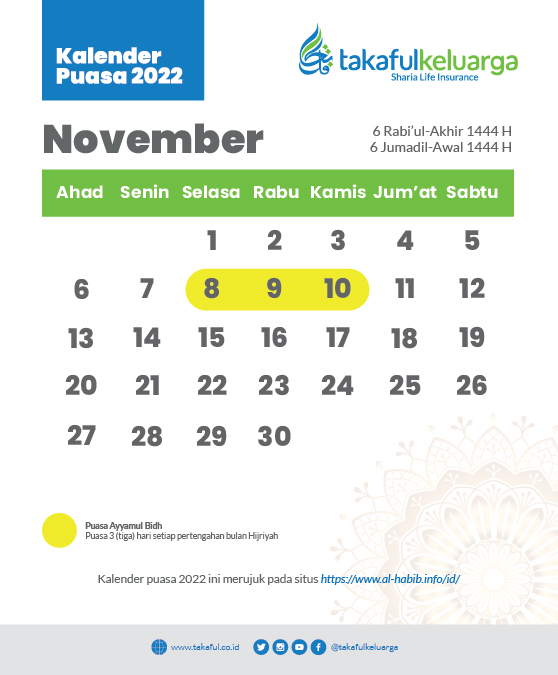 Kalender
Puasa 2022
takafulkeluarga
Sharia Life Insurance
November
6 Rabi'ul-Akhir 1444 H
6 Jumadil-Awal 1444 H
Ahad Senin Selasa Rabu Kamis Jum'at Sabtu
1 2 3 4 5
6 7 8 9 10 11 12
13 14 15 16 17 18 19
20 21 22 23 24 25 26
27 28 29 30
Puasa Ayyamul Bidh
Puasa 3 (tiga) hari setiap pertengahan bulan Hijriyah
Kalender puasa 2022 ini merujuk pada situs https://www.al-habib.info/id/
www.takaful.co.id @takafulkeluarga